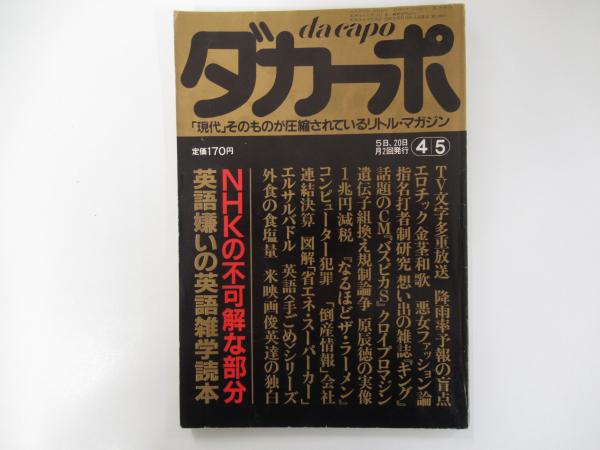 da capo
ダカーポ
「現代」そのものが圧縮されているリトル・マガジン
定価170円
5日、20日
月2回発行
4 5
TV文字多重放送 降雨率予報の盲点
エロチック金茎和歌 悪女ファッション論
指名打者制研究 想い出の雑誌『キング』
話題のCM『バスピカS』 クロイプロマジン
遺伝子組換え規制論争 原辰徳の実像
1兆円減税 『なるほどザ・ラーメン』
コンピューター犯罪 「倒産情報」会社
連結決算 図解「省エネ・スーパーカー」
エルサルバドル 英語〈手ごめ〉シリーズ
外食の食塩量 米映画俊英達の独白
NHKの不可解な部分
英語嫌いの英語雑学読本